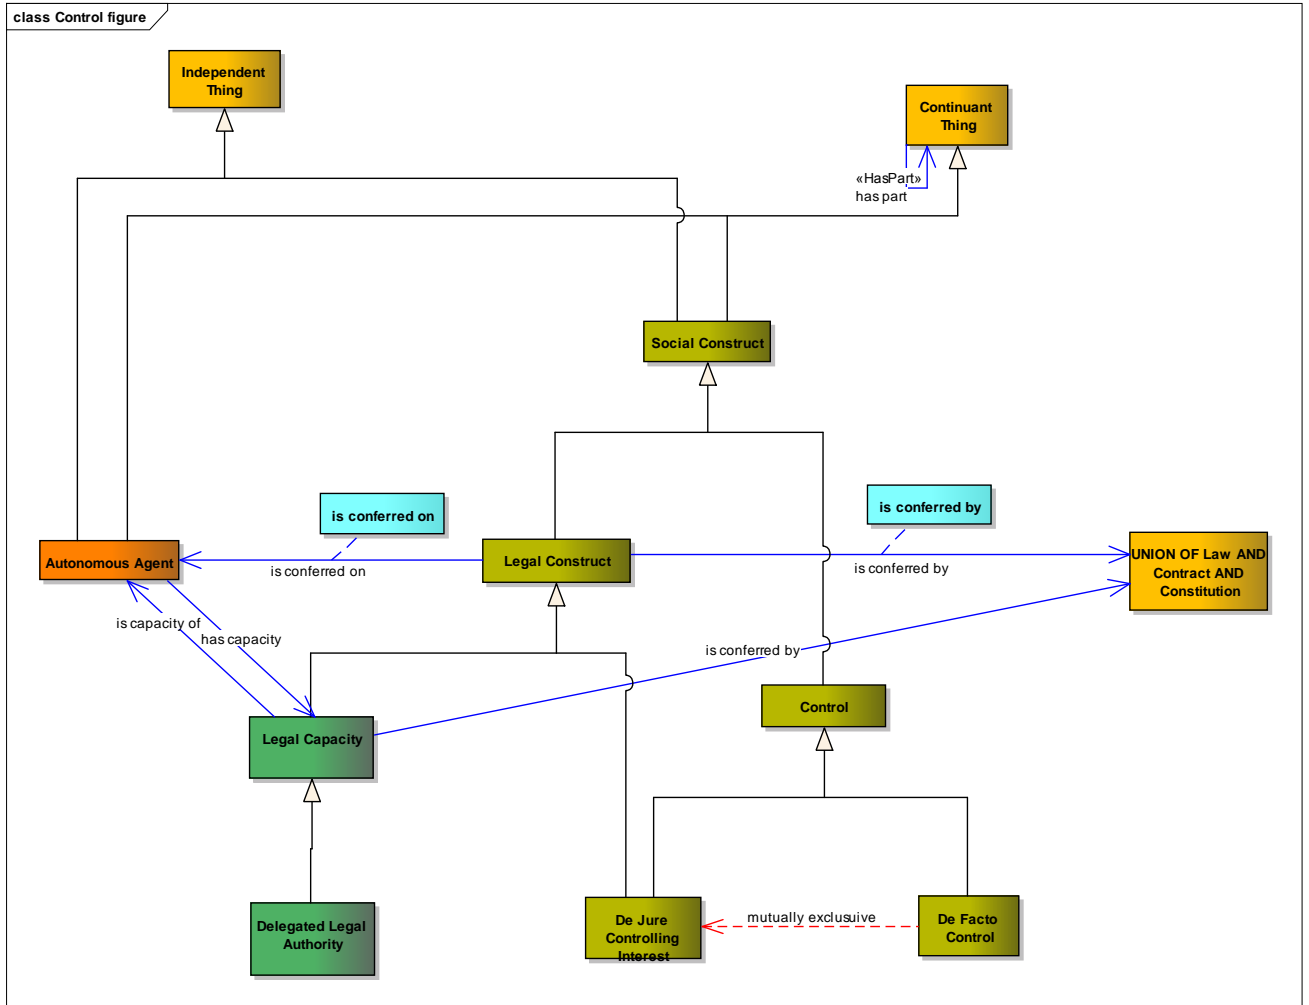 class Control figure
Independent
Thing
Continuant
Thing
«HasPart»
has part
Social Construct
is conferred on
is conferred by
Autonomous Agent
is conferred on
Legal Construct
is conferred by
UNION OF Law AND
Contract AND
Constitution
is capacity of
has capacity
is conferred by
Legal Capacity
Control
Delegated Legal
Authority
De Jure
Controlling
Interest
mutually exclusuive
De Facto
Control